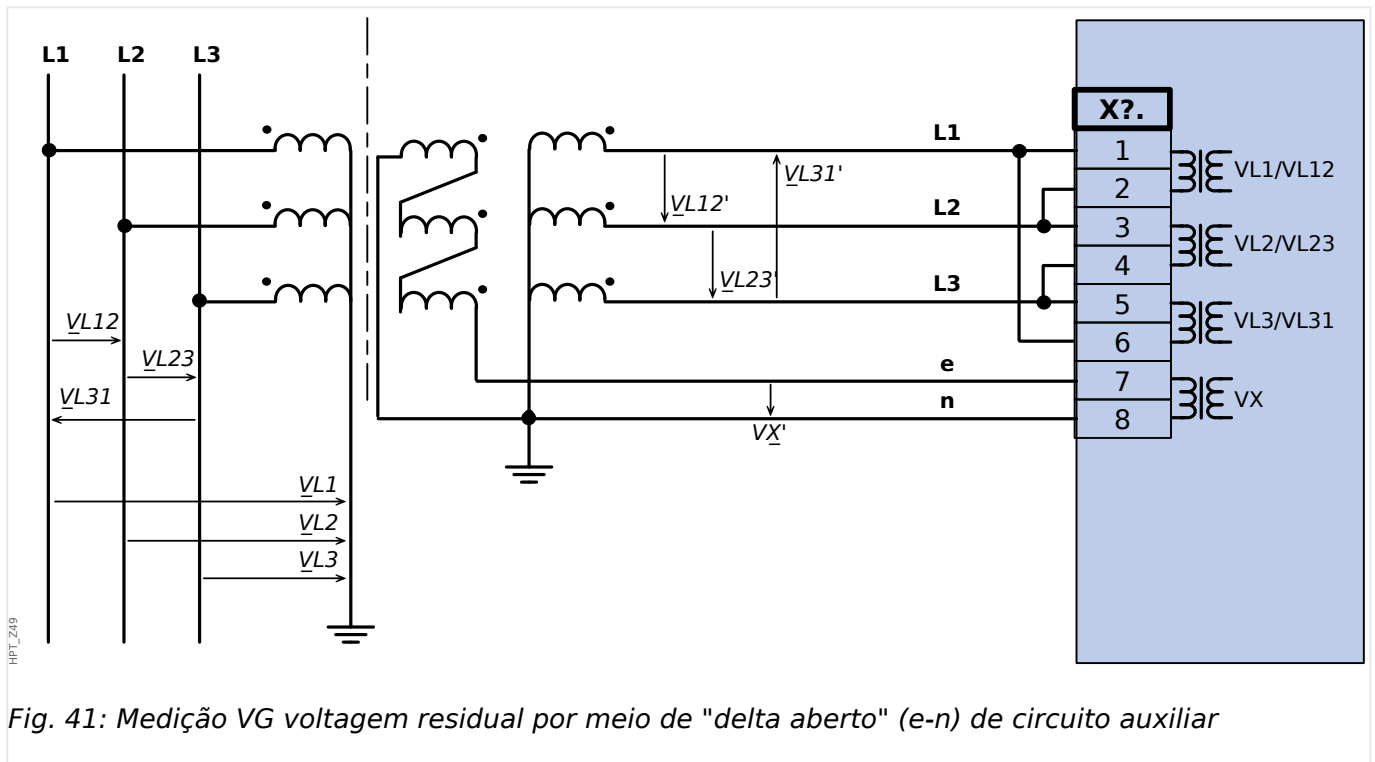 L1 L2 L3
X?.
L1
1
VL1/VL12
VL31'
2
VL12'
L2
3
VL2/VL23
4
VL23'
L3
5
VL3/VL31
VL12
6
VL23
e
7
VL31
n
VX
8
VX'
VL1
VL2
VL3
HPT_Z49
Fig. 41: Medição VG voltagem residual por meio de "delta aberto" (e-n) de circuito auxiliar